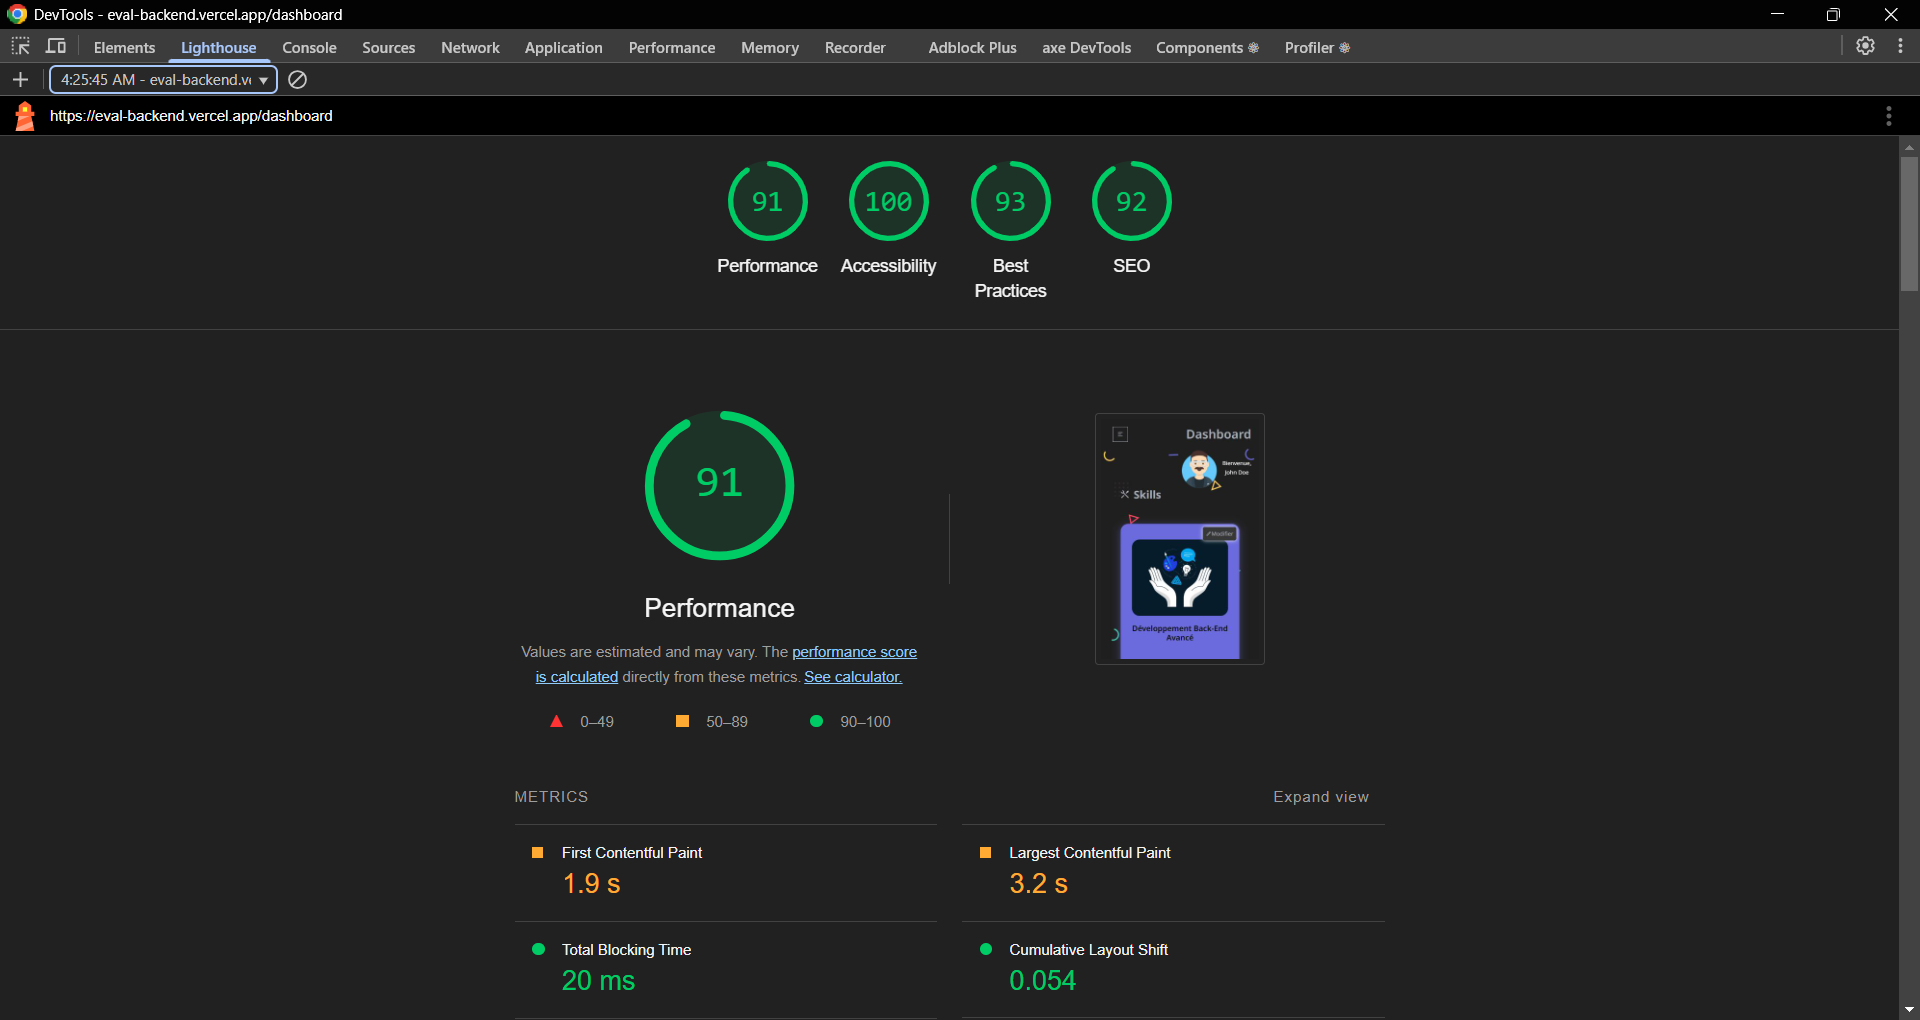 DevTools - eval-backend.vercel.app/dashboard
Elements Lighthouse Console Sources Network Application Performance Memory Recorder Adblock Plus axe DevTools Components Profiler
4:25:45 AM - eval-backend.ve
https://eval-backend.vercel.app/dashboard
91 100 93 92
Performance Accessibility Best Practices SEO
91
Performance
Values are estimated and may vary. The performance score
is calculated directly from these metrics. See calculator.
0–49 50–89 90–100
Dashboard
Bienvenue,
John Doe
Skills
Modifier
Développement Back-End
Avancé
METRICS Expand view
First Contentful Paint
1.9 s
Largest Contentful Paint
3.2 s
Total Blocking Time
20 ms
Cumulative Layout Shift
0.054